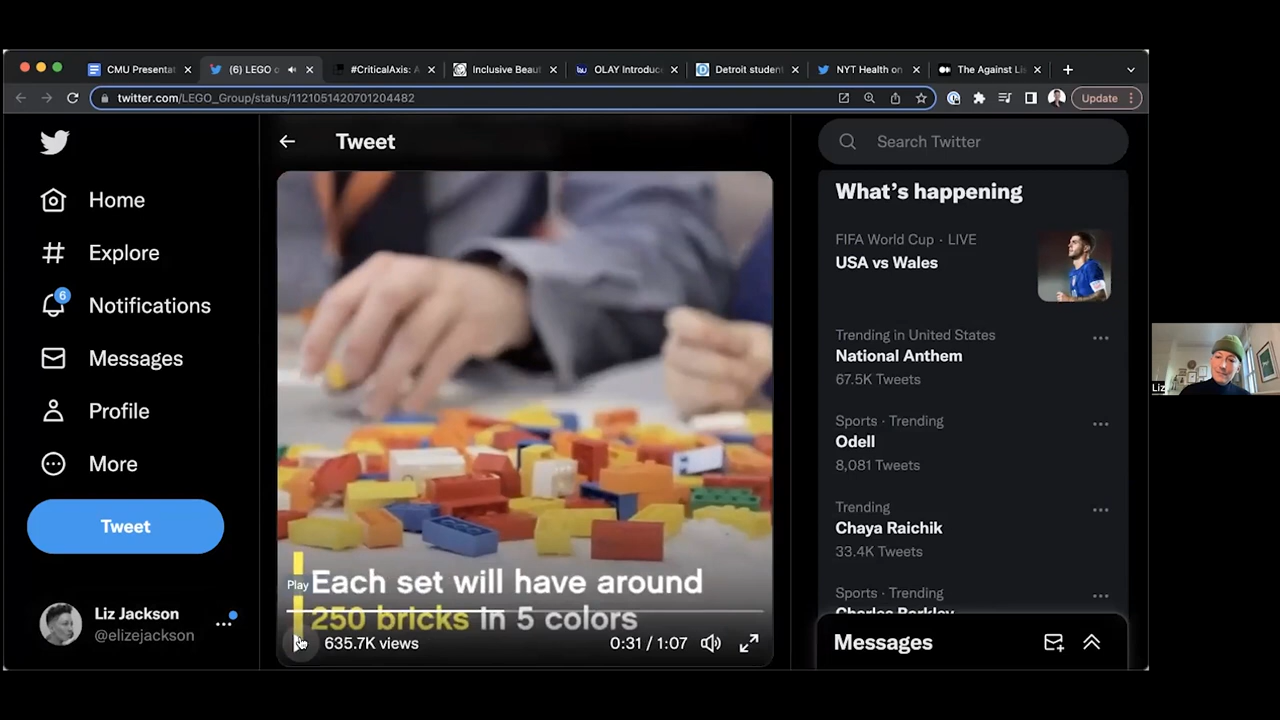 CMU Presentat
(6) LEGO o
#CriticalAxis: A
Inclusive Beaut
OLAY Introduc
Detroit student
NYT Health on
The Against Li
twitter.com/LEGO_Group/status/1121051420701204482
Update
Home
Explore
6
Notifications
Messages
Profile
More
Tweet
Liz Jackson
@elizejackson
Tweet
Play
Each set will have around
250 bricks in 5 colors
635.7K views
0:31 / 1:07
Search Twitter
What's happening
FIFA World Cup · LIVE
USA vs Wales
Trending in United States
National Anthem
67.5K Tweets
Sports · Trending
Odell
8,081 Tweets
Trending
Chaya Raichik
33.4K Tweets
Sports · Trending
Charles Barkley
Messages
Liz